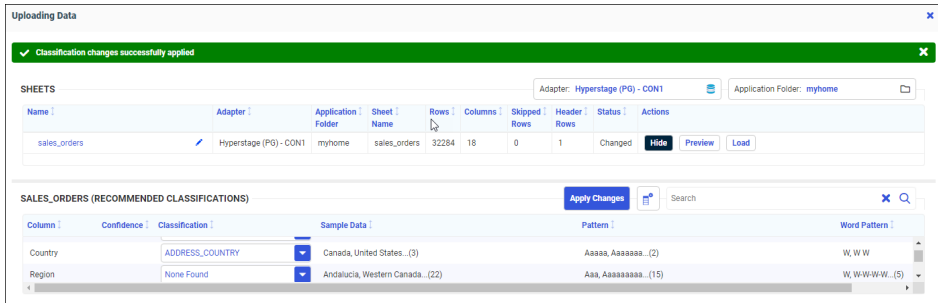 Uploading Data
Classification changes successfully applied
SHEETS
Adapter: Hyperstage (PG) - CON1
Application Folder: myhome
Name Adapter Application Folder Sheet Name Rows Columns Skipped Rows Header Rows Status Actions
sales_orders Hyperstage (PG) - CON1 myhome sales_orders 32284 18 0 1 Changed Hide Preview Load
SALES_ORDERS (RECOMMENDED CLASSIFICATIONS) Apply Changes Search
Column Confidence Classification Sample Data Pattern Word Pattern
Country ADDRESS_COUNTRY Canada, United States...(3) Aaaaa, Aaaaaaa...(2) W, W W
Region None Found Andalucia, Western Canada...(22) Aaa, Aaaaaaaaa...(15) W, W-W-W-W...(5)